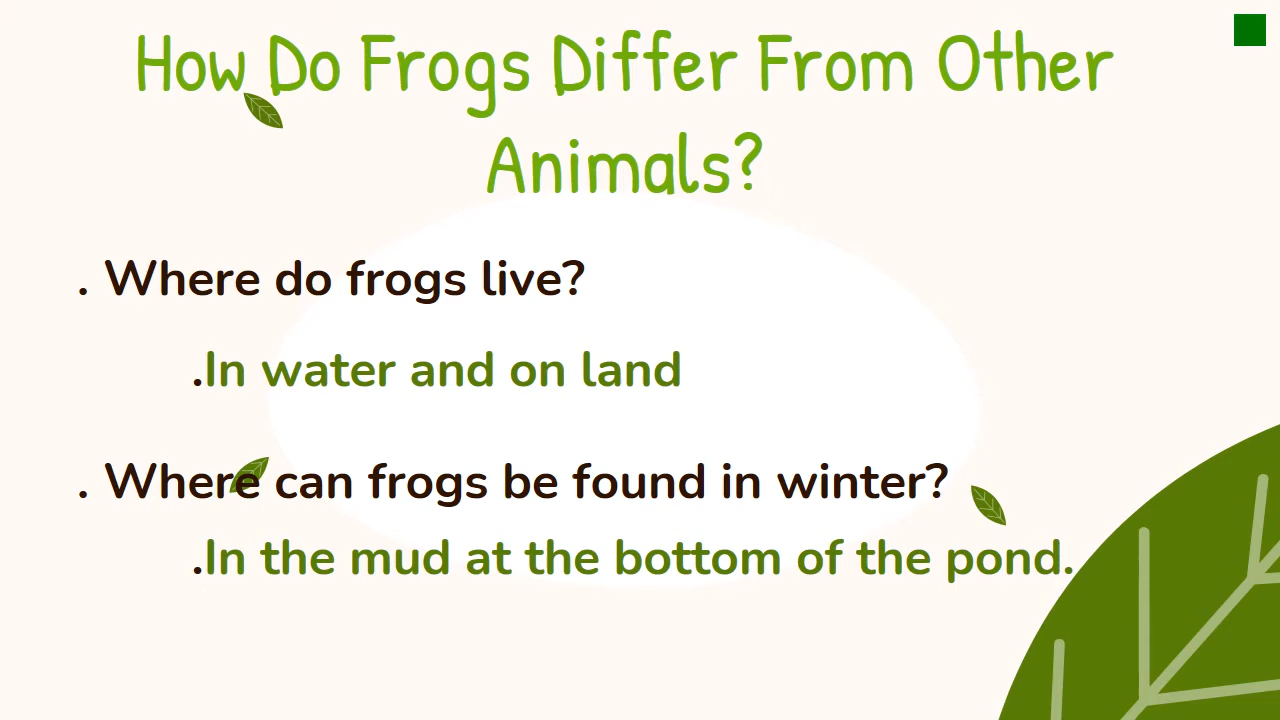 How Do Frogs Differ From Other
Animals?
. Where do frogs live?
.In water and on land
. Where can frogs be found in winter?
.In the mud at the bottom of the pond.